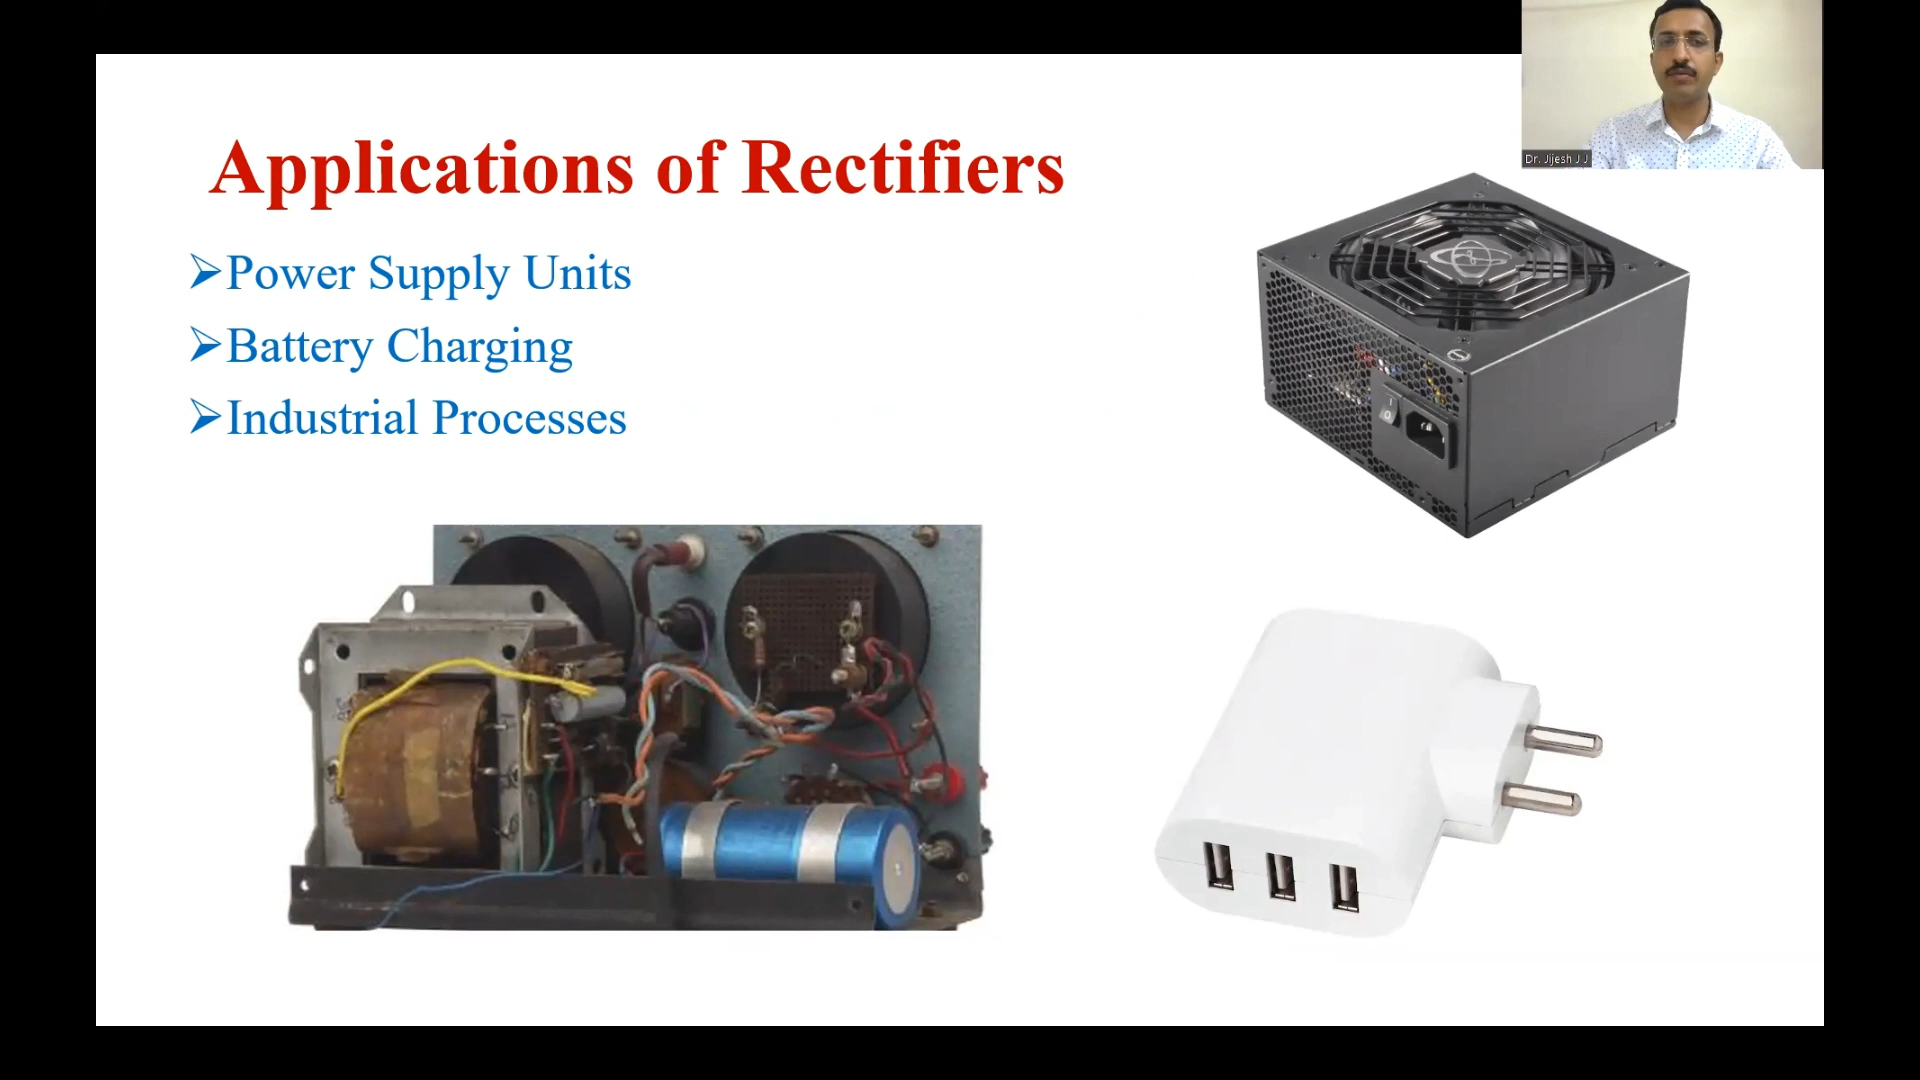 Dr. Jijesh J J
Applications of Rectifiers
➢Power Supply Units
➢Battery Charging
➢Industrial Processes